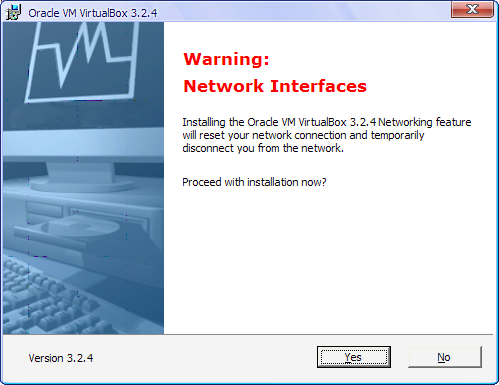 Oracle VM VirtualBox 3.2.4
Warning:
Network Interfaces
Installing the Oracle VM VirtualBox 3.2.4 Networking feature
will reset your network connection and temporarily
disconnect you from the network.
Proceed with installation now?
Version 3.2.4
Yes
No